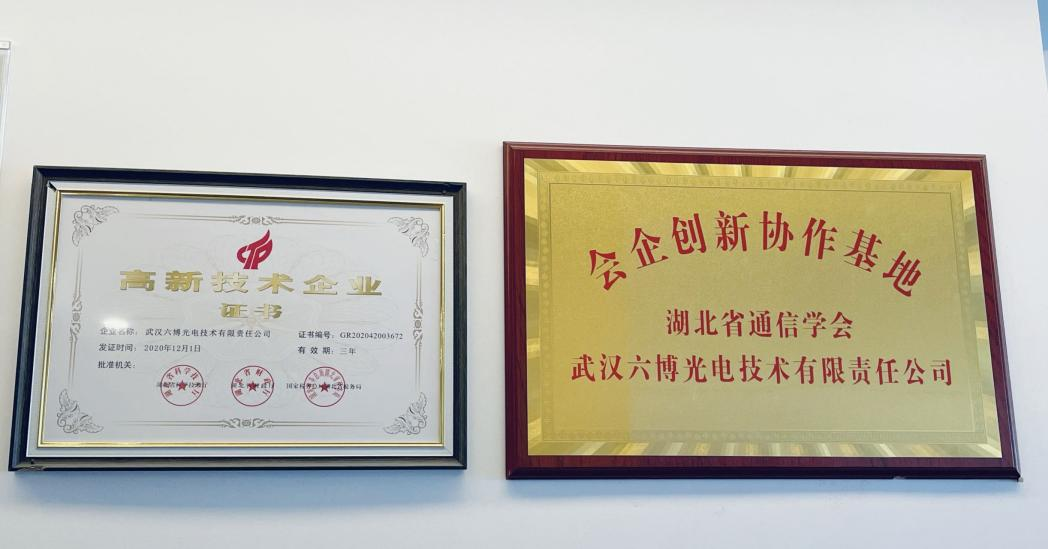 高新技术企业
证书
企业名称：武汉六博光电技术有限责任公司
证书编号：GR202042003672
发证时间：2020年12月1日
有效期：三年
批准机关：
会企创新协作基地
湖北省通信学会
武汉六博光电技术有限责任公司